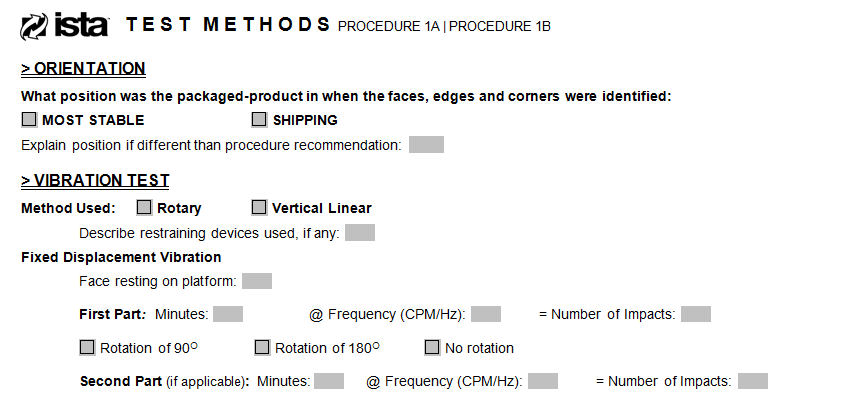 ista TEST METHODS PROCEDURE 1A | PROCEDURE 1B
> ORIENTATION
What position was the packaged-product in when the faces, edges and corners were identified:
MOST STABLE SHIPPING
Explain position if different than procedure recommendation:
> VIBRATION TEST
Method Used: Rotary Vertical Linear
Describe restraining devices used, if any:
Fixed Displacement Vibration
Face resting on platform:
First Part: Minutes: @ Frequency (CPM/Hz): = Number of Impacts:
Rotation of 90° Rotation of 180° No rotation
Second Part (if applicable): Minutes: @ Frequency (CPM/Hz): = Number of Impacts: